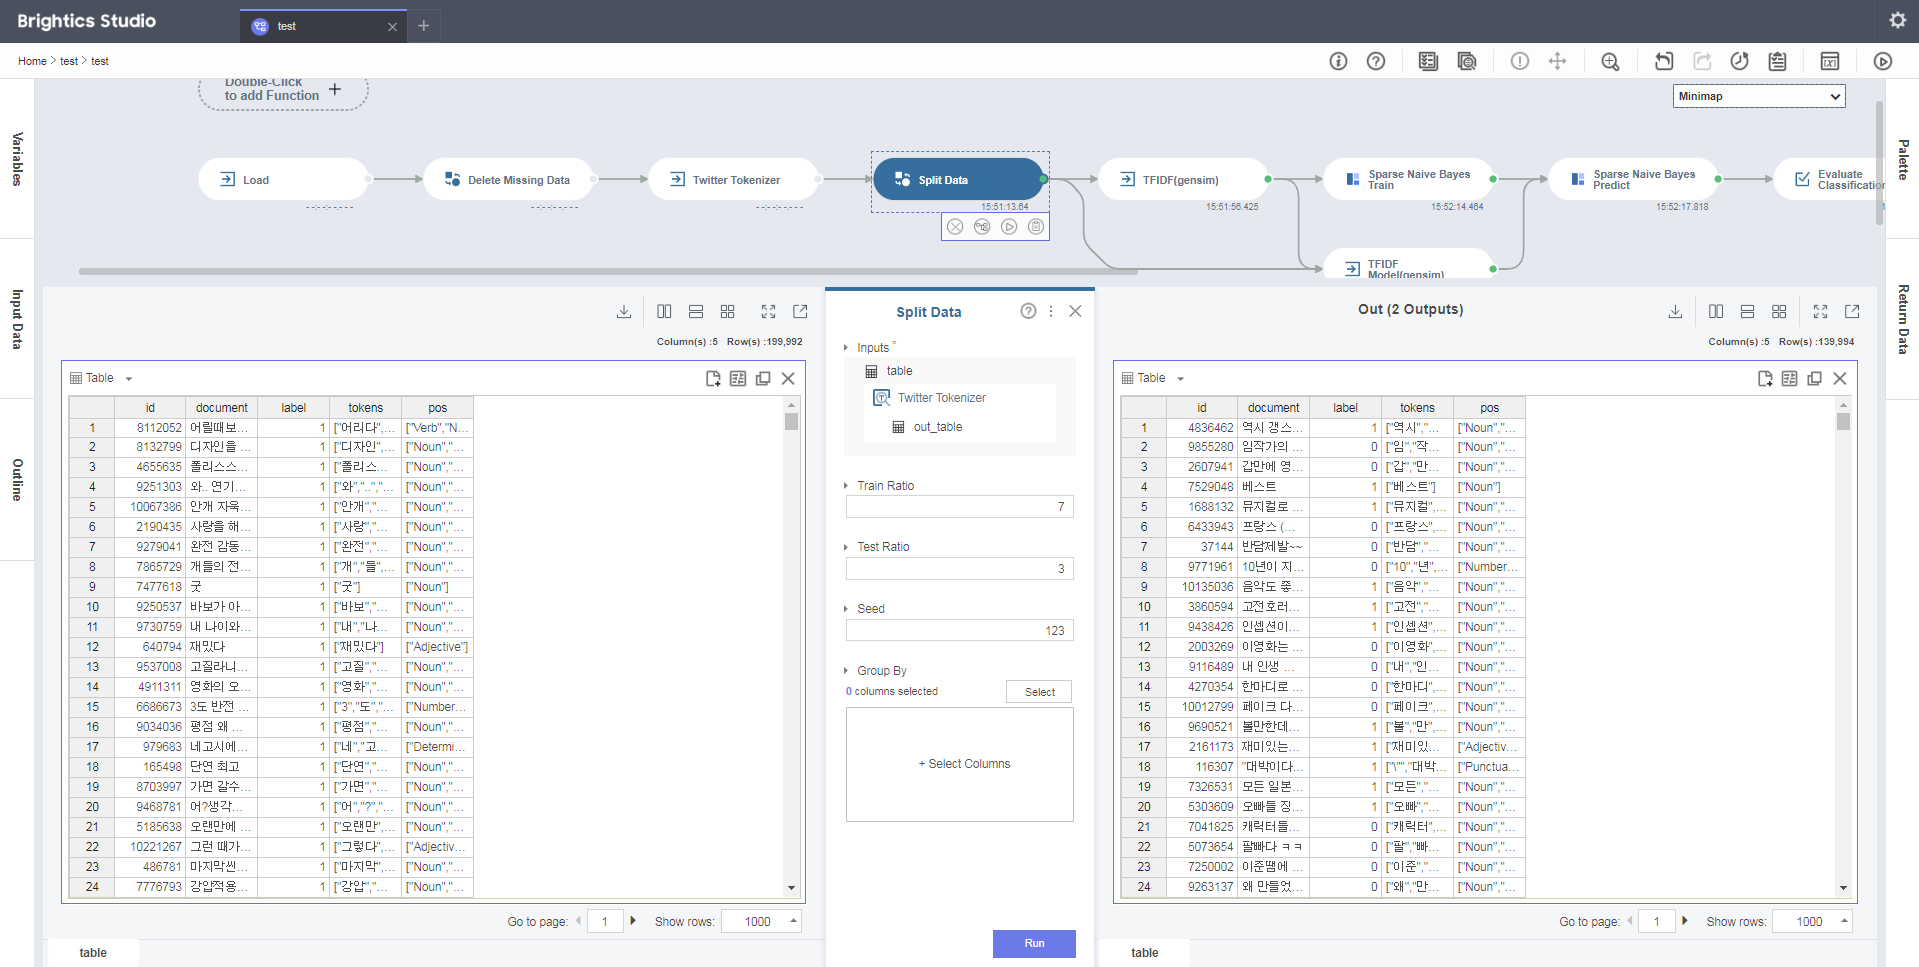 Brightics Studio
test
Home > test > test
Double-Click
to add Function
Minimap
Variables
Input Data
Outline
Palette
Return Data
Load
Delete Missing Data
Twitter Tokenizer
Split Data
15:51:13.64
TFIDF(gensim)
15:51:56.425
Sparse Naive Bayes
Train
15:52:14.464
Sparse Naive Bayes
Predict
15:52:17.818
Evaluate
Classification
TFIDF
Model(gensim)
Column(s) :5 Row(s) :199,992
Table
id document label tokens pos
1 8112052 어릴때보... 1 ["어리다",... ["Verb","N...
2 8132799 디자인을 ... 1 ["디자인",... ["Noun","...
3 4655635 폴리스스... 1 ["폴리스... ["Noun","...
4 9251303 와.. 연기... 1 ["와","..",... ["Noun","...
5 10067386 안개 자욱... 1 ["안개","... ["Noun","...
6 2190435 사랑을 해... 1 ["사랑","... ["Noun","...
7 9279041 완전 감동... 1 ["완전","... ["Noun","...
8 7865729 개들의 전... 1 ["개","들",... ["Noun","...
9 7477618 굿 1 ["굿"] ["Noun"]
10 9250537 바보가 아... 1 ["바보","... ["Noun","...
11 9730759 내 나이와... 1 ["내","나... ["Noun","...
12 640794 재밌다 1 ["재밌다"] ["Adjective"]
13 9537008 고질라니... 1 ["고질","... ["Noun","...
14 4911311 영화의 오... 1 ["영화","... ["Noun","...
15 6686673 3도 반전 ... 1 ["3","도",... ["Number...
16 9034036 평점 왜 ... 1 ["평점","... ["Noun","...
17 979683 네고시에... 1 ["네","고... ["Determi...
18 165498 단연 최고 1 ["단연","... ["Noun","...
19 8703997 가면 갈수... 1 ["가면","... ["Noun","...
20 9468781 어?생각... 1 ["어","?",... ["Noun","...
21 5185638 오랜만에 ... 1 ["오랜만",... ["Noun","...
22 10221267 그런 때가... 1 ["그렇다",... ["Adjectiv...
23 486781 마지막씬... 1 ["마지막",... ["Noun","...
24 7776793 강압적용... 1 ["강압","... ["Noun","...
Go to page: 1 Show rows: 1000
table
Split Data
Inputs *
table
Twitter Tokenizer
out_table
Train Ratio
7
Test Ratio
3
Seed
123
Group By
0 columns selected
Select
+ Select Columns
Run
Out (2 Outputs)
Column(s) :5 Row(s) :139,994
Table
id document label tokens pos
1 4836462 역시 갱스... 1 ["역시","... ["Noun","...
2 9855280 임작가의 ... 0 ["임","작... ["Noun","...
3 2607941 갑만에 영... 0 ["갑","만... ["Noun","...
4 7529048 베스트 1 ["베스트"] ["Noun"]
5 1688132 뮤지컬로 ... 1 ["뮤지컬",... ["Noun","...
6 6433943 프랑스 (... 0 ["프랑스",... ["Noun","...
7 37144 반담제발~~ 0 ["반담","... ["Noun","...
8 9771961 10년이 지... 0 ["10","년",... ["Number...
9 10135036 음악도 좋... 1 ["음악","... ["Noun","...
10 3860594 고전호러... 1 ["고전","... ["Noun","...
11 9438426 인셉션이... 1 ["인셉션",... ["Noun","...
12 2003269 이영화는 ... 0 ["이영화",... ["Noun","...
13 9116489 내 인생 ... 0 ["내","인... ["Noun","...
14 4270354 한마디로 ... 0 ["한마디",... ["Noun","...
15 10012799 페이크 다... 0 ["페이크",... ["Noun","...
16 9690521 볼만한데... 1 ["볼","만",... ["Noun","...
17 2161173 재미있는... 1 ["재미있... ["Adjectiv...
18 116307 "대박이다... 1 ["\"","대박... ["Punctua...
19 7326531 모든 일본... 1 ["모든","... ["Noun","...
20 5303609 오빠들 징... 1 ["오빠","... ["Noun","...
21 7041825 캐릭터들... 0 ["캐릭터",... ["Noun","...
22 5073654 팔빠다 ㅋㅋ 0 ["팔","빠... ["Noun","...
23 7250002 이준땜에 ... 0 ["이준","... ["Noun","...
24 9263137 왜 만들었... 0 ["왜","만... ["Noun","...
Go to page: 1 Show rows: 1000
table